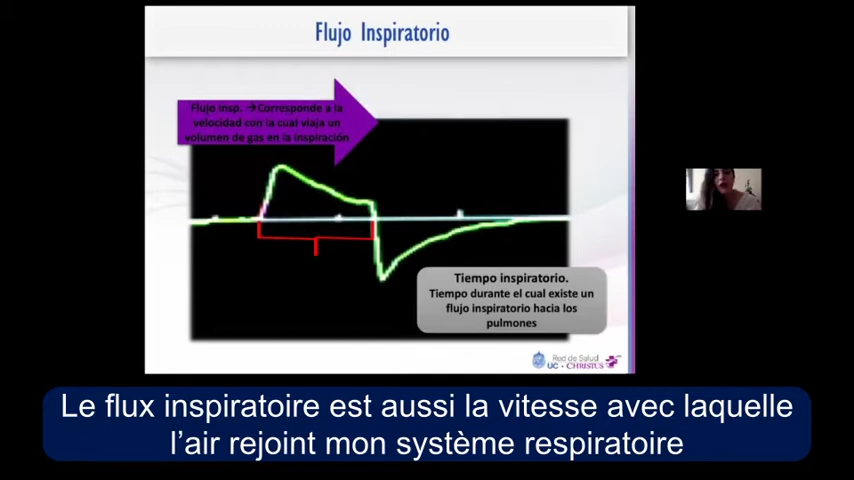 Flujo Inspiratorio
Flujo insp. →Corresponde a la
velocidad con la cual viaja un
volumen de gas en la inspiración
Tiempo inspiratorio.
Tiempo durante el cual existe un
flujo inspiratorio hacia los
pulmones
Red de Salud
UC · CHRISTUS
Le flux inspiratoire est aussi la vitesse avec laquelle
l’air rejoint mon système respiratoire